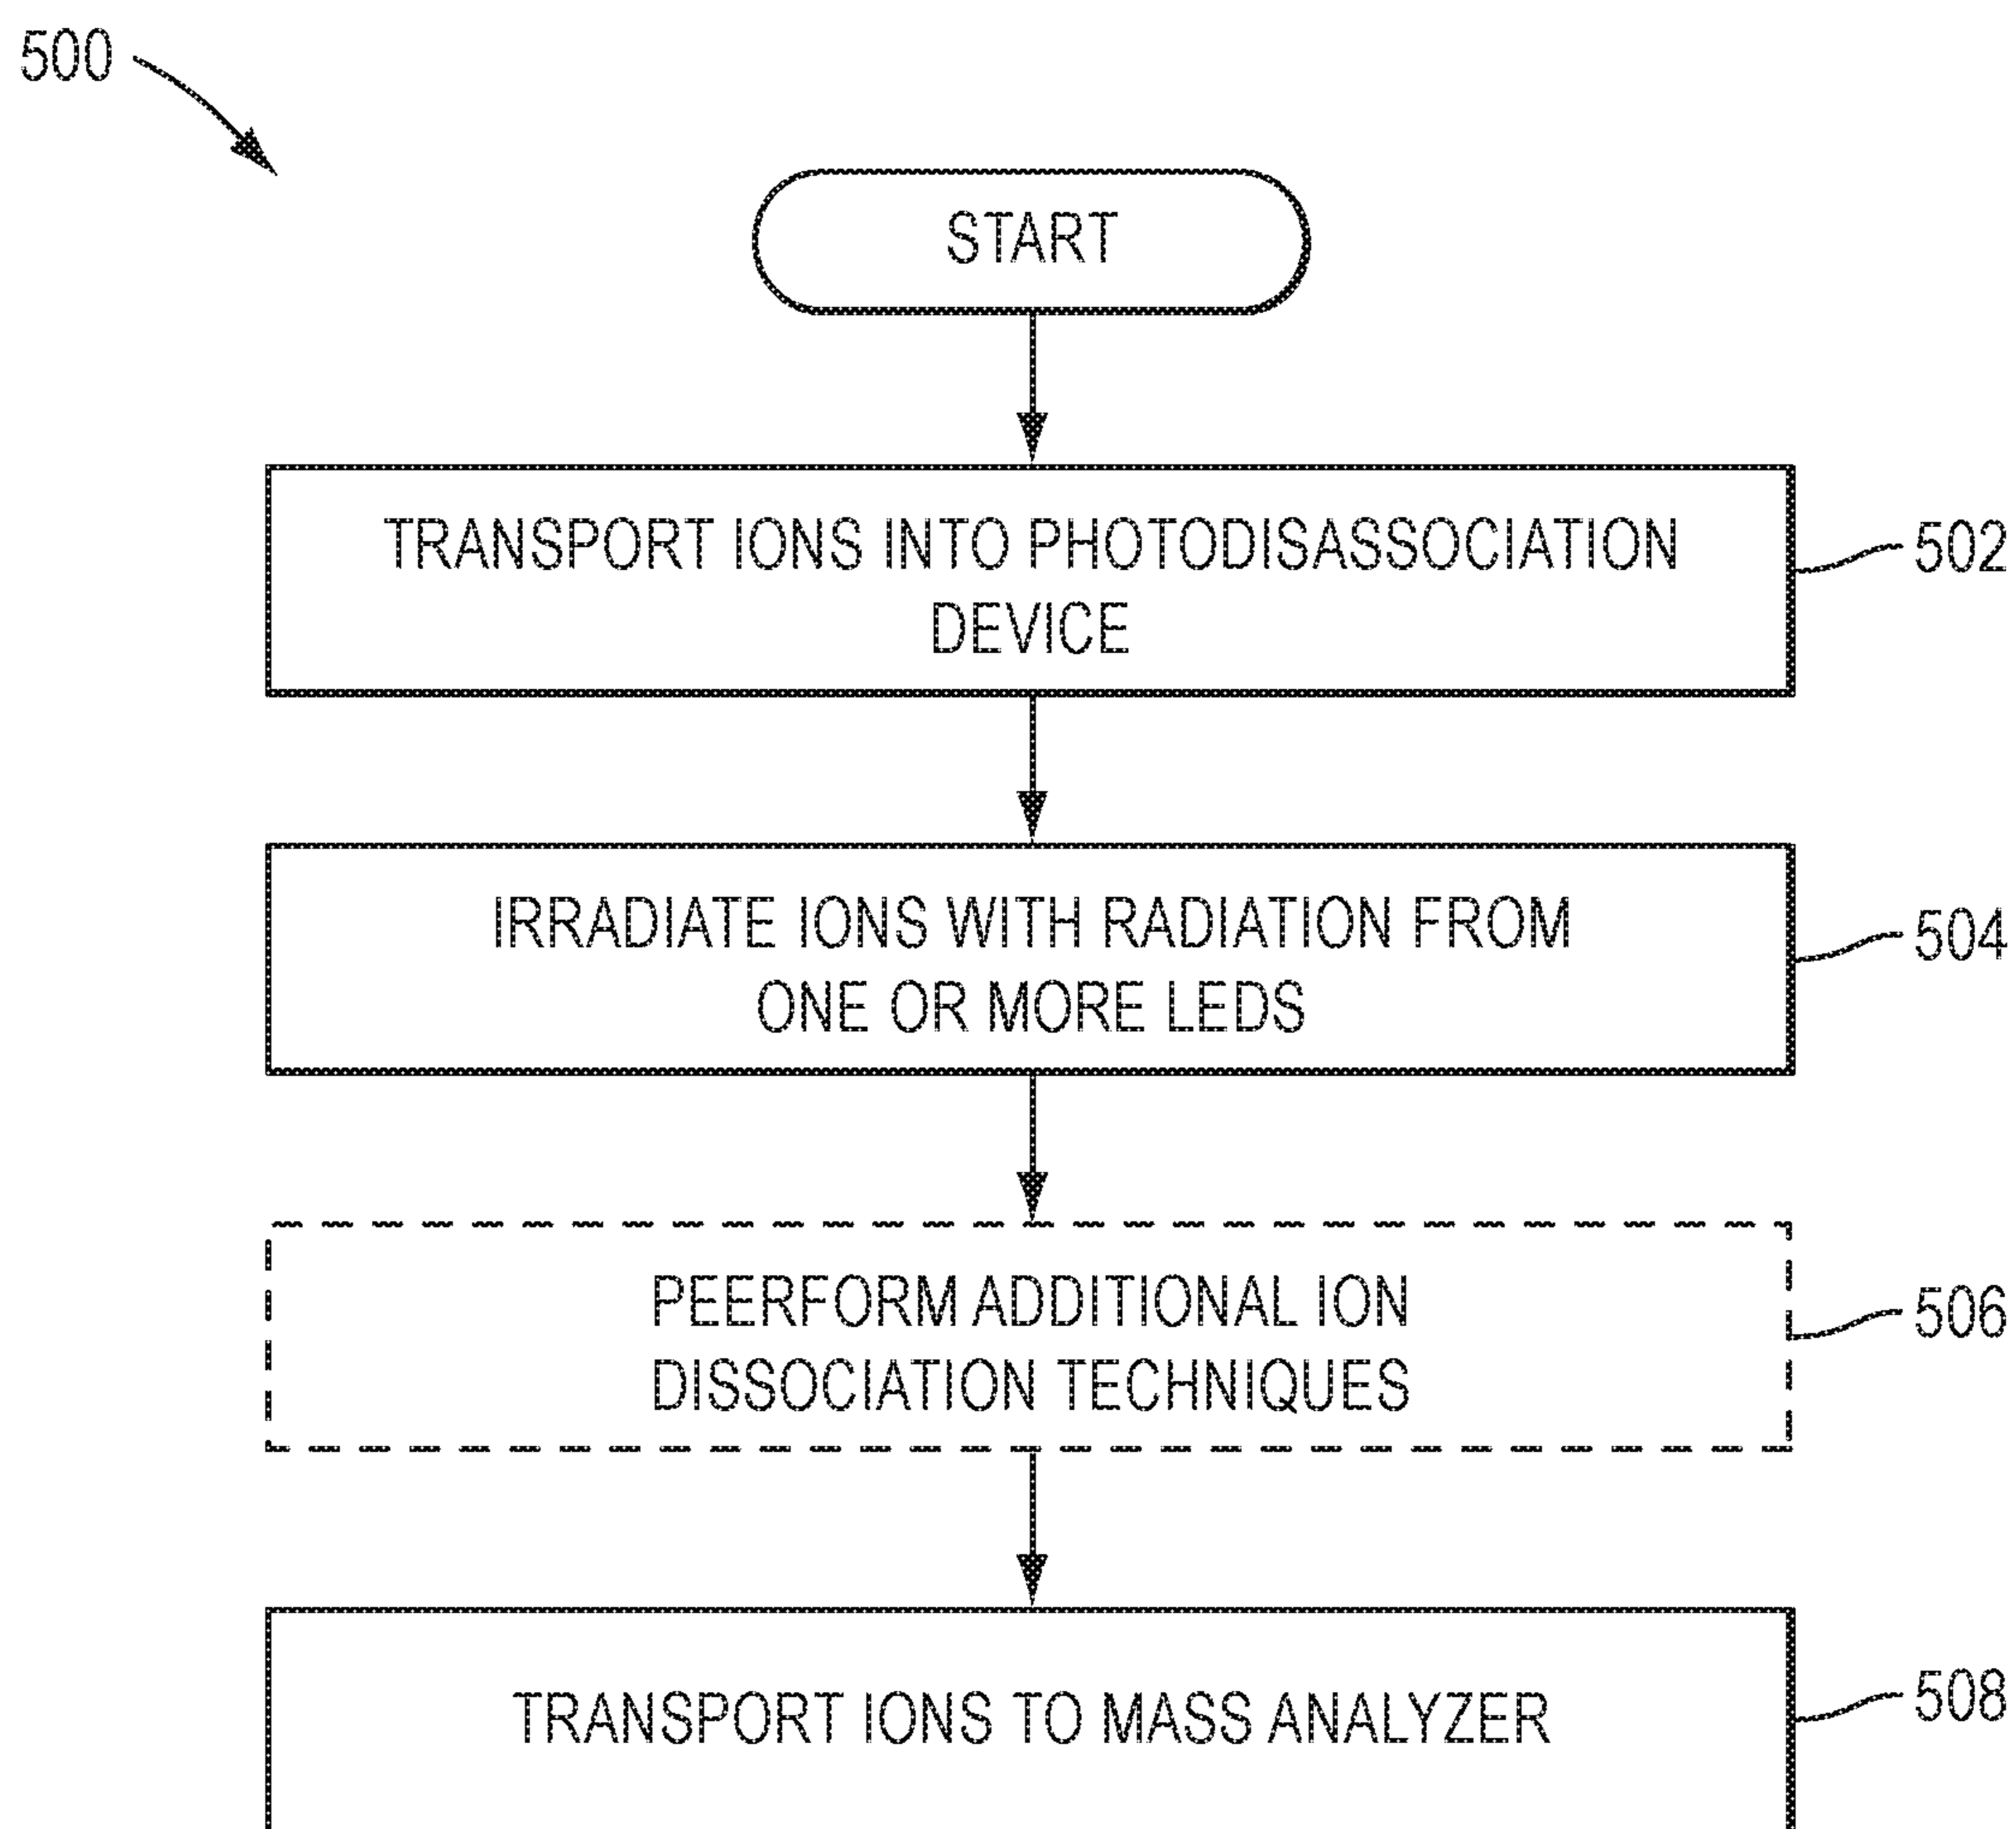 500
START
TRANSPORT IONS INTO PHOTODISASSOCIATION
DEVICE
502
IRRADIATE IONS WITH RADIATION FROM
ONE OR MORE LEDS
504
PEERFORM ADDITIONAL ION
DISSOCIATION TECHNIQUES
506
TRANSPORT IONS TO MASS ANALYZER
508